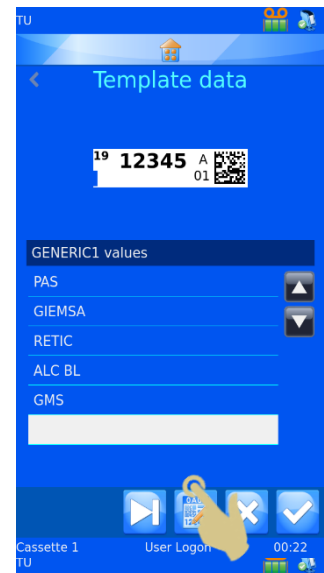 TU
Template data
19 12345 A
01
GENERIC1 values
PAS
GIEMSA
RETIC
ALC BL
GMS
Cassette 1 User Logon 00:22
TU